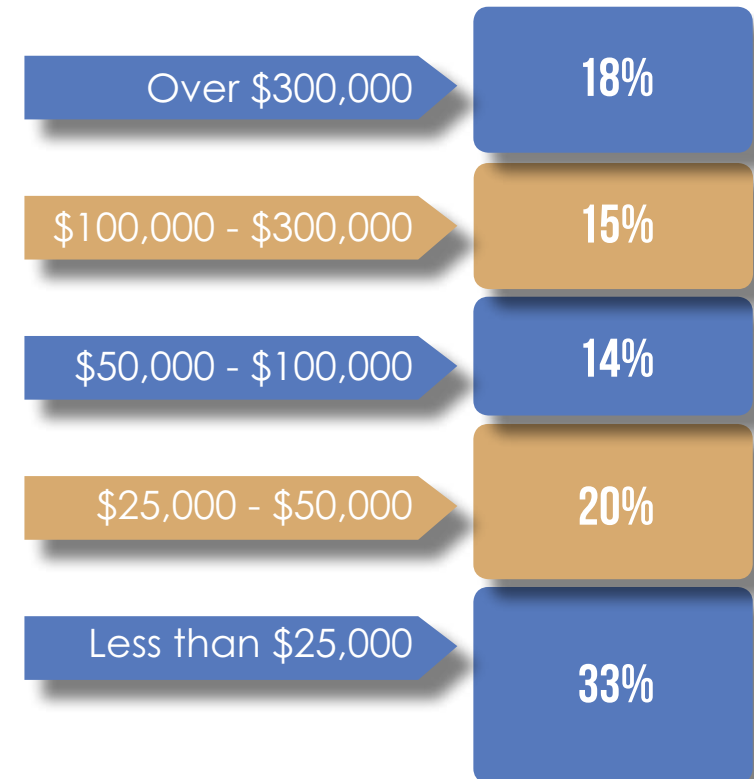 Over $300,000
18%
$100,000 - $300,000
15%
$50,000 - $100,000
14%
$25,000 - $50,000
20%
Less than $25,000
33%